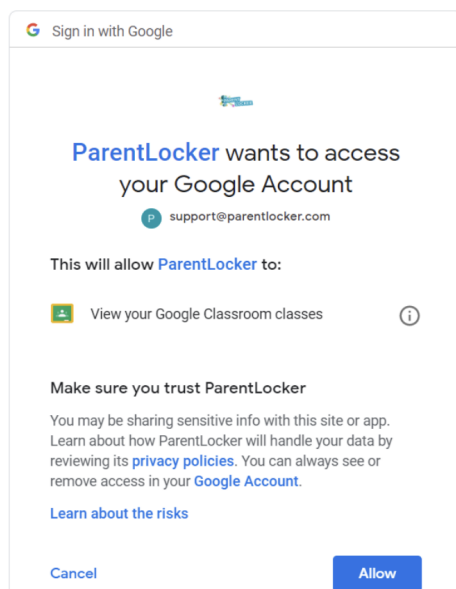 Sign in with Google
ParentLocker wants to access
your Google Account
P support@parentlocker.com
This will allow ParentLocker to:
View your Google Classroom classes
Make sure you trust ParentLocker
You may be sharing sensitive info with this site or app.
Learn about how ParentLocker will handle your data by
reviewing its privacy policies. You can always see or
remove access in your Google Account.
Learn about the risks
Cancel
Allow